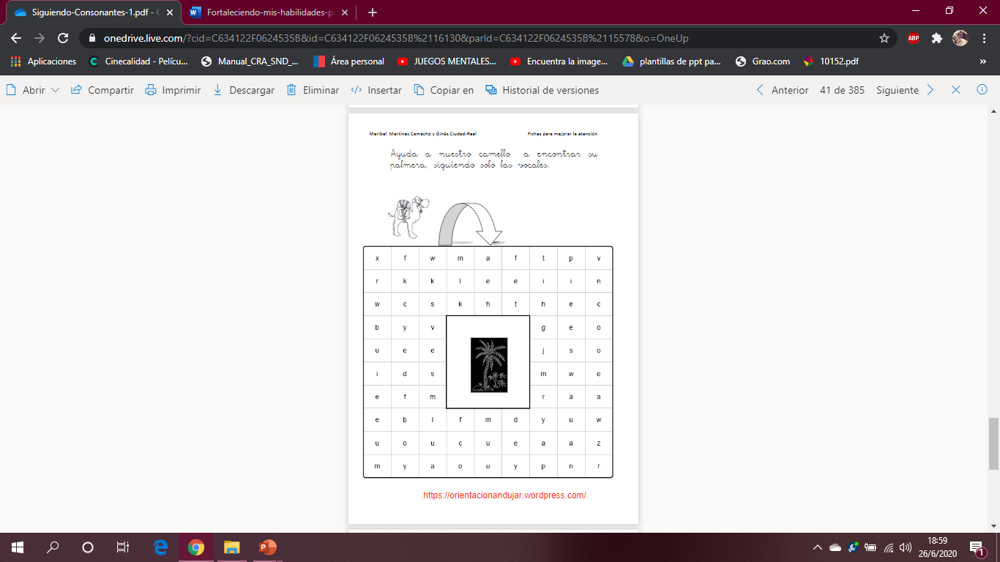 Siguiendo-Consonantes-1.pdf - O
Fortaleciendo-mis-habilidades-pa
onedrive.live.com/?cid=C634122F0624535B&id=C634122F0624535B%2116130&parId=C634122F0624535B%2115578&o=OneUp
ABP
Aplicaciones Cinecalidad - Pelícu... Manual_CRA_SND_... Área personal JUEGOS MENTALES... Encuentra la image... plantillas de ppt pa... Grao.com 10152.pdf »
Abrir Compartir Imprimir Descargar Eliminar Insertar Copiar en Historial de versiones Anterior 41 de 385 Siguiente
Maribel Martínez Camacho y Ginés Ciudad-Real Fichas para mejorar la atención
Ayuda a nuestro camello a encontrar su
palmera, siguiendo solo las vocales.
x f w m a f t p v
r k k l e e i i n
w c s k h t h e c
b y v g e o
u e e j s o
i d s m w e
e f m r a a
e b l f m d y u w
u o u c u e a a z
m y a o u y p n r
https://orientacionandujar.wordpress.com/
18:59
26/6/2020
1